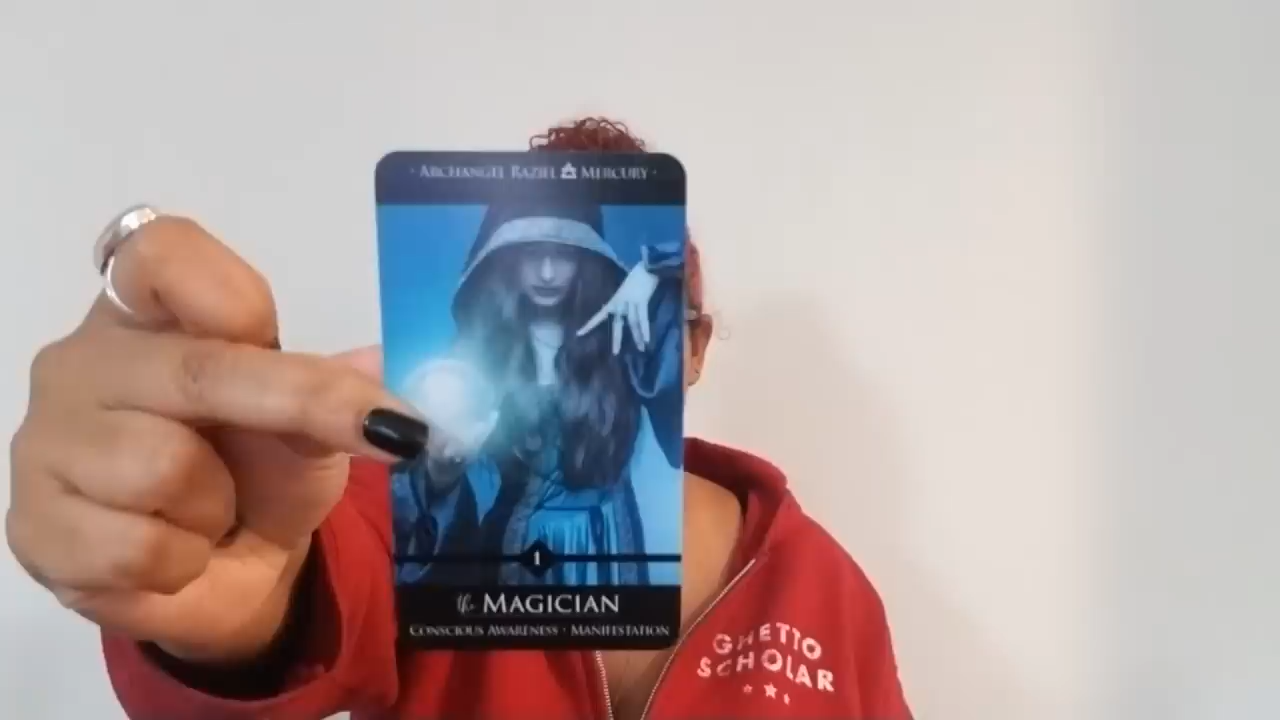 · ARCHANGEL RAZIEL MERCURY ·
1
the MAGICIAN
CONSCIOUS AWARENESS · MANIFESTATION
GHETTO
SCHOLAR